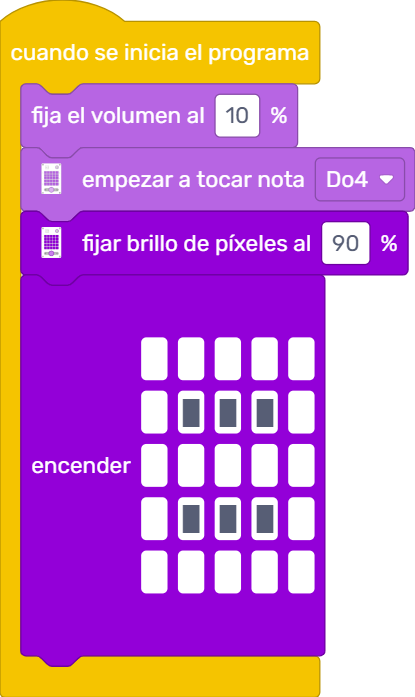 cuando se inicia el programa
fija el volumen al 10 %
empezar a tocar nota Do4
fijar brillo de píxeles al 90 %
encender